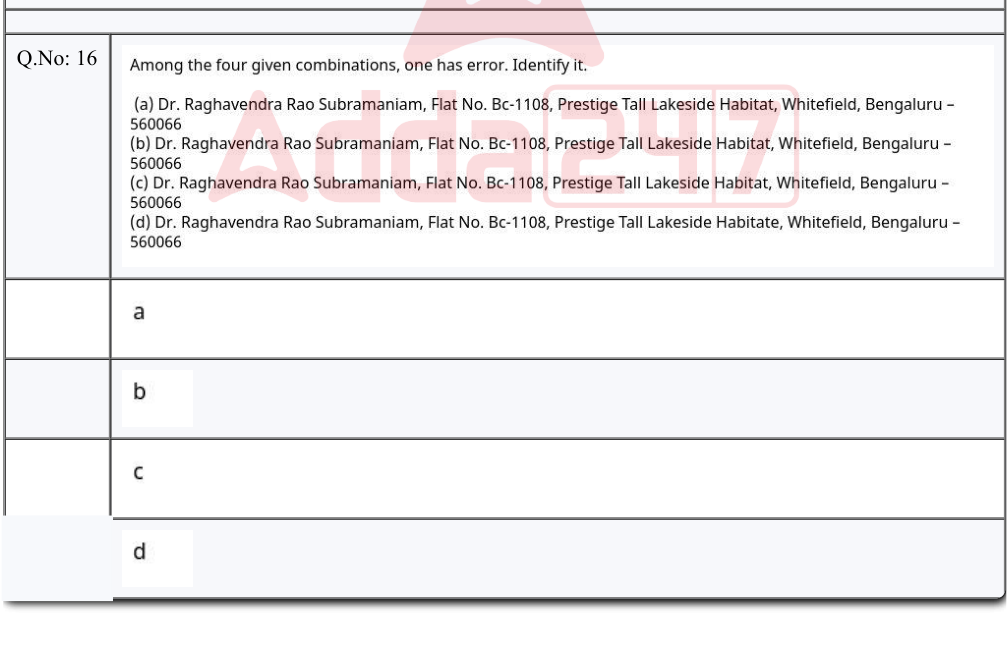 Q.No: 16
Among the four given combinations, one has error. Identify it.
(a) Dr. Raghavendra Rao Subramaniam, Flat No. Bc-1108, Prestige Tall Lakeside Habitat, Whitefield, Bengaluru –
560066
(b) Dr. Raghavendra Rao Subramaniam, Flat No. Bc-1108, Prestige Tall Lakeside Habitat, Whitefield, Bengaluru –
560066
(c) Dr. Raghavendra Rao Subramaniam, Flat No. Bc-1108, Prestige Tall Lakeside Habitat, Whitefield, Bengaluru –
560066
(d) Dr. Raghavendra Rao Subramaniam, Flat No. Bc-1108, Prestige Tall Lakeside Habitate, Whitefield, Bengaluru –
560066
Adda247
a
b
c
d